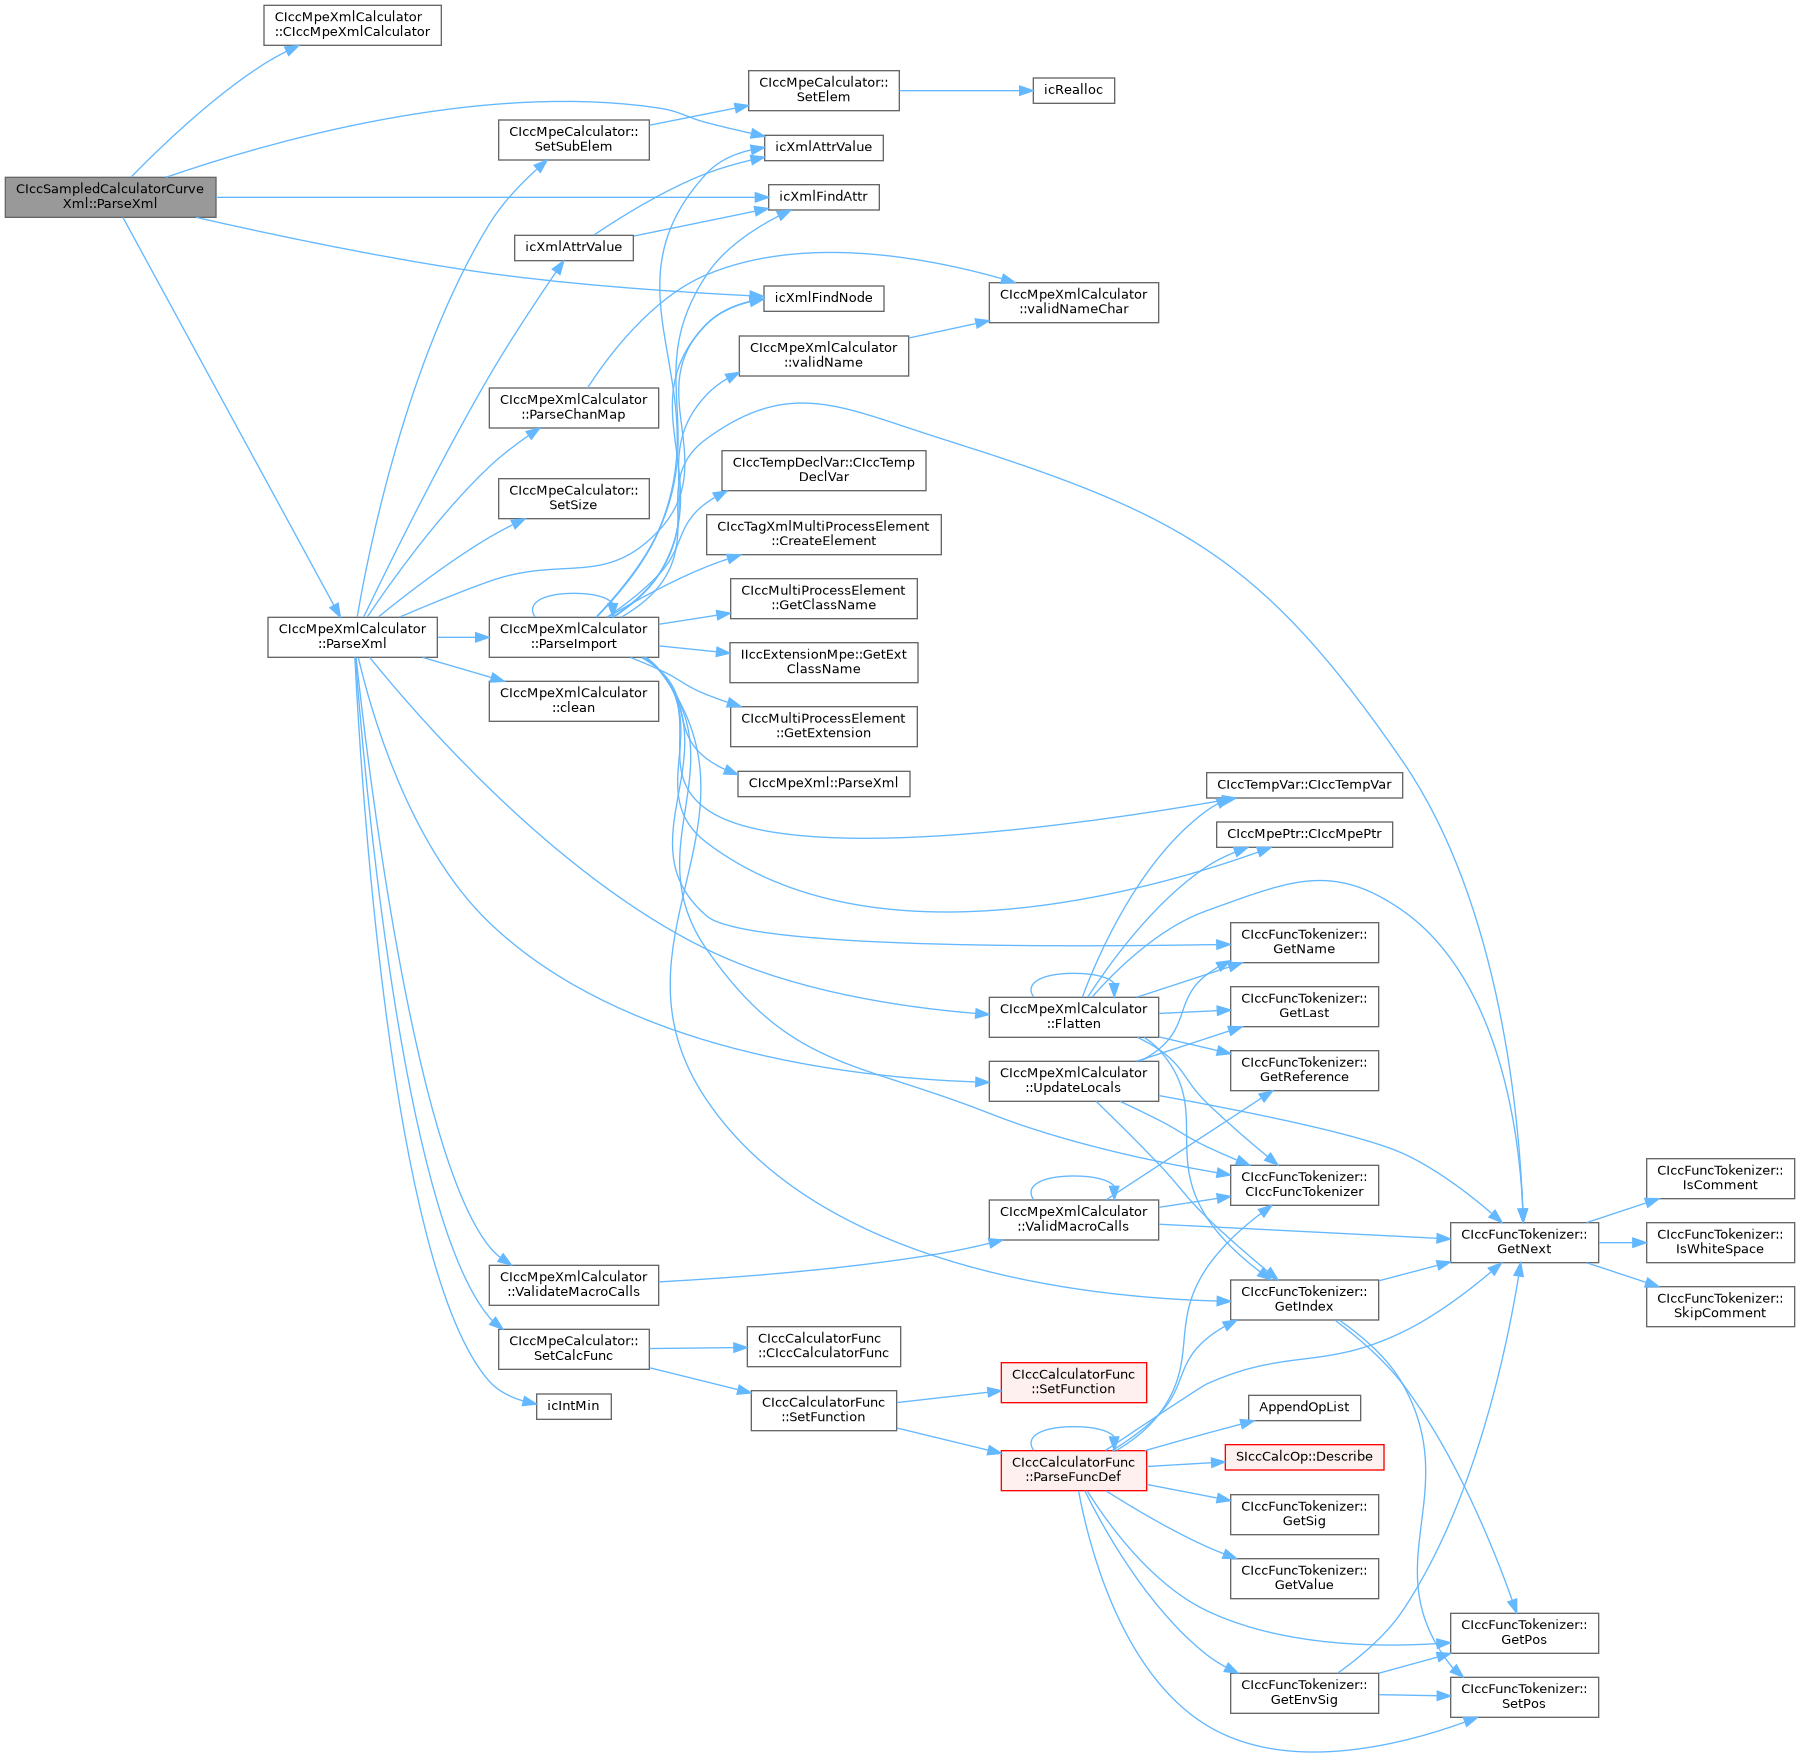 CIccMpeXmlCalculator
::CIccMpeXmlCalculator
CIccMpeCalculator::
SetElem
icRealloc
CIccMpeCalculator::
SetSubElem
icXmlAttrValue
CIccSampledCalculatorCurve
Xml::ParseXml
icXmlFindAttr
icXmlAttrValue
icXmlFindNode
CIccMpeXmlCalculator
::validNameChar
CIccMpeXmlCalculator
::validName
CIccMpeXmlCalculator
::ParseChanMap
CIccTempDeclVar::CIccTemp
DeclVar
CIccMpeCalculator::
SetSize
CIccTagXmlMultiProcessElement
::CreateElement
CIccMultiProcessElement
::GetClassName
CIccMpeXmlCalculator
::ParseXml
CIccMpeXmlCalculator
::ParseImport
IIccExtensionMpe::GetExt
ClassName
CIccMpeXmlCalculator
::clean
CIccMultiProcessElement
::GetExtension
CIccMpeXml::ParseXml
CIccTempVar::CIccTempVar
CIccMpePtr::CIccMpePtr
CIccFuncTokenizer::
GetName
CIccFuncTokenizer::
GetLast
CIccMpeXmlCalculator
::Flatten
CIccFuncTokenizer::
GetReference
CIccMpeXmlCalculator
::UpdateLocals
CIccFuncTokenizer::
CIccFuncTokenizer
CIccFuncTokenizer::
IsComment
CIccMpeXmlCalculator
::ValidMacroCalls
CIccFuncTokenizer::
GetNext
CIccFuncTokenizer::
IsWhiteSpace
CIccMpeXmlCalculator
::ValidateMacroCalls
CIccFuncTokenizer::
GetIndex
CIccFuncTokenizer::
SkipComment
CIccMpeCalculator::
SetCalcFunc
CIccCalculatorFunc
::CIccCalculatorFunc
CIccCalculatorFunc
::SetFunction
icIntMin
CIccCalculatorFunc
::SetFunction
AppendOpList
CIccCalculatorFunc
::ParseFuncDef
SIccCalcOp::Describe
CIccFuncTokenizer::
GetSig
CIccFuncTokenizer::
GetValue
CIccFuncTokenizer::
GetPos
CIccFuncTokenizer::
GetEnvSig
CIccFuncTokenizer::
SetPos